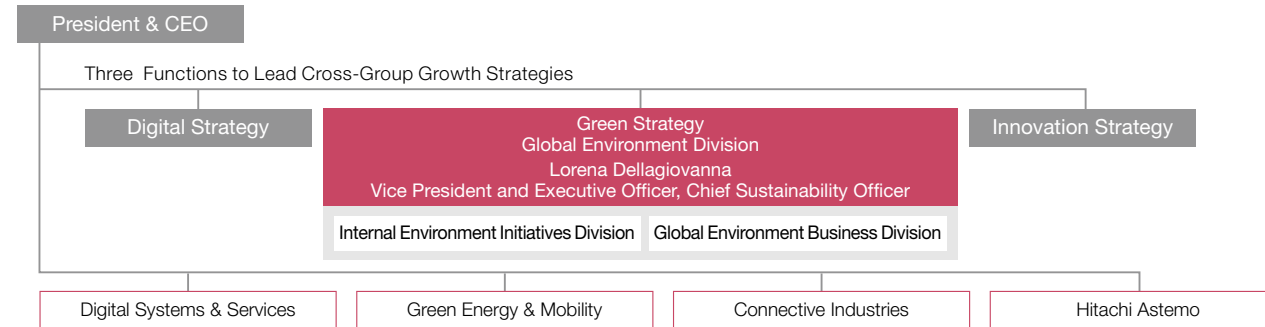 President & CEO
Three Functions to Lead Cross-Group Growth Strategies
Digital Strategy
Green Strategy
Global Environment Division
Lorena Dellagiovanna
Vice President and Executive Officer, Chief Sustainability Officer
Innovation Strategy
Internal Environment Initiatives Division
Global Environment Business Division
Digital Systems & Services
Green Energy & Mobility
Connective Industries
Hitachi Astemo